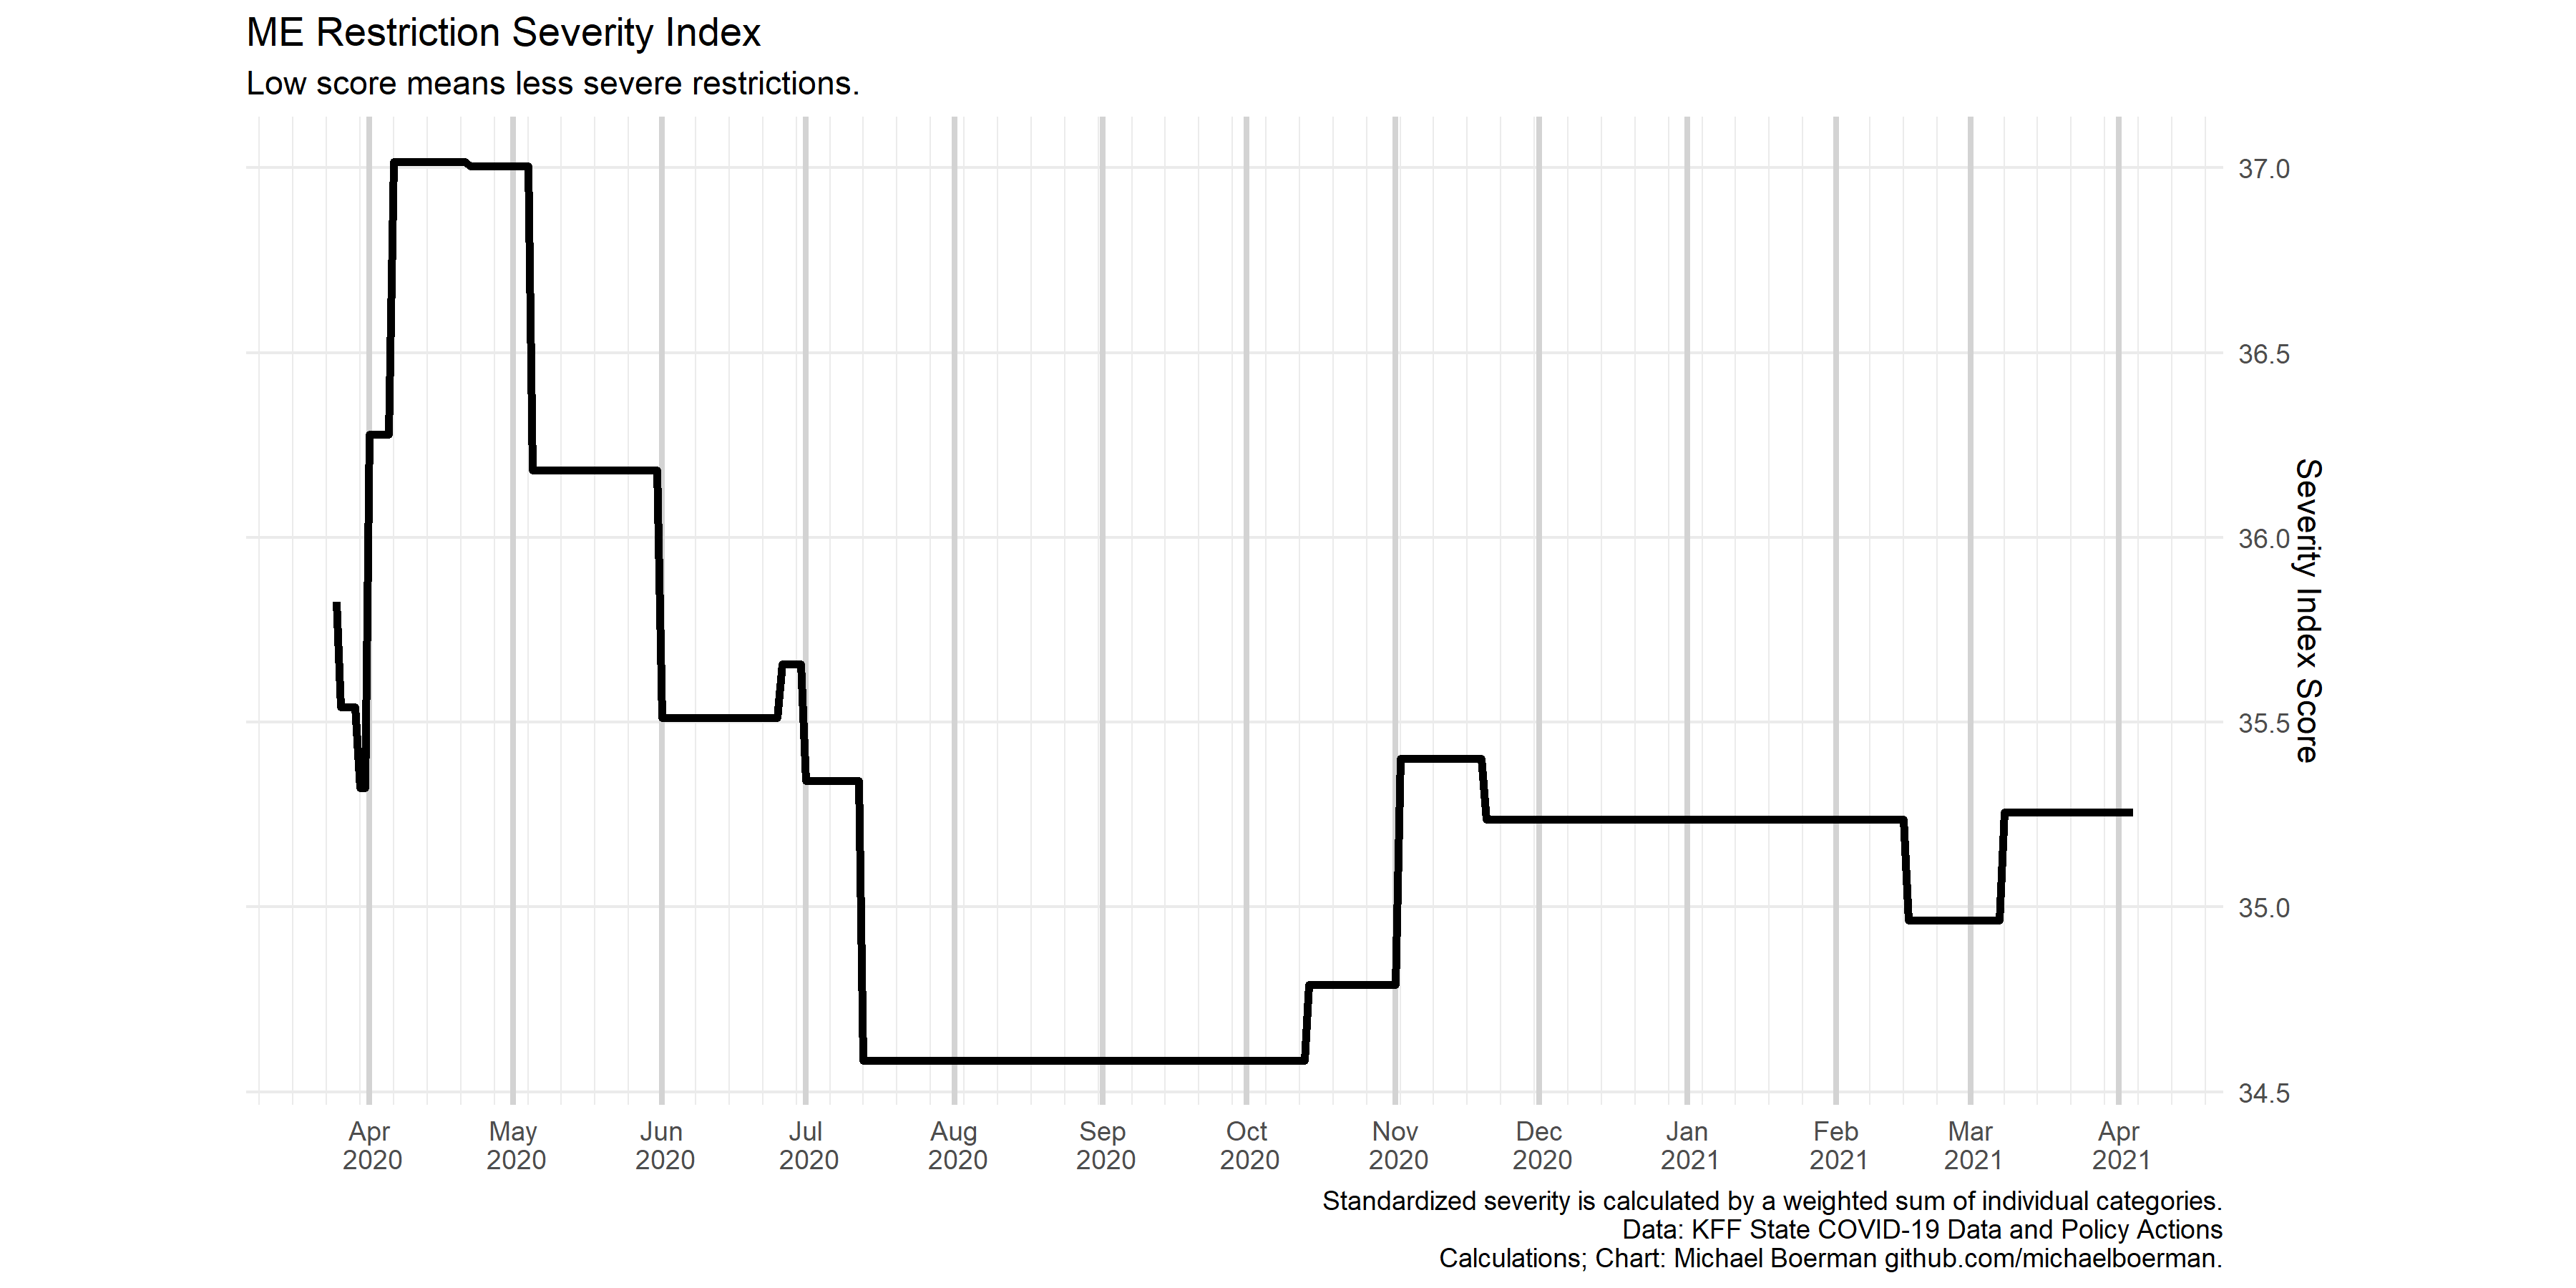 ME Restriction Severity Index
Low score means less severe restrictions.
37.0
36.5
36.0
35.5
35.0
34.5
Severity Index Score
Apr 2020
May 2020
Jun 2020
Jul 2020
Aug 2020
Sep 2020
Oct 2020
Nov 2020
Dec 2020
Jan 2021
Feb 2021
Mar 2021
Apr 2021
Standardized severity is calculated by a weighted sum of individual categories.
Data: KFF State COVID-19 Data and Policy Actions
Calculations; Chart: Michael Boerman github.com/michaelboerman.